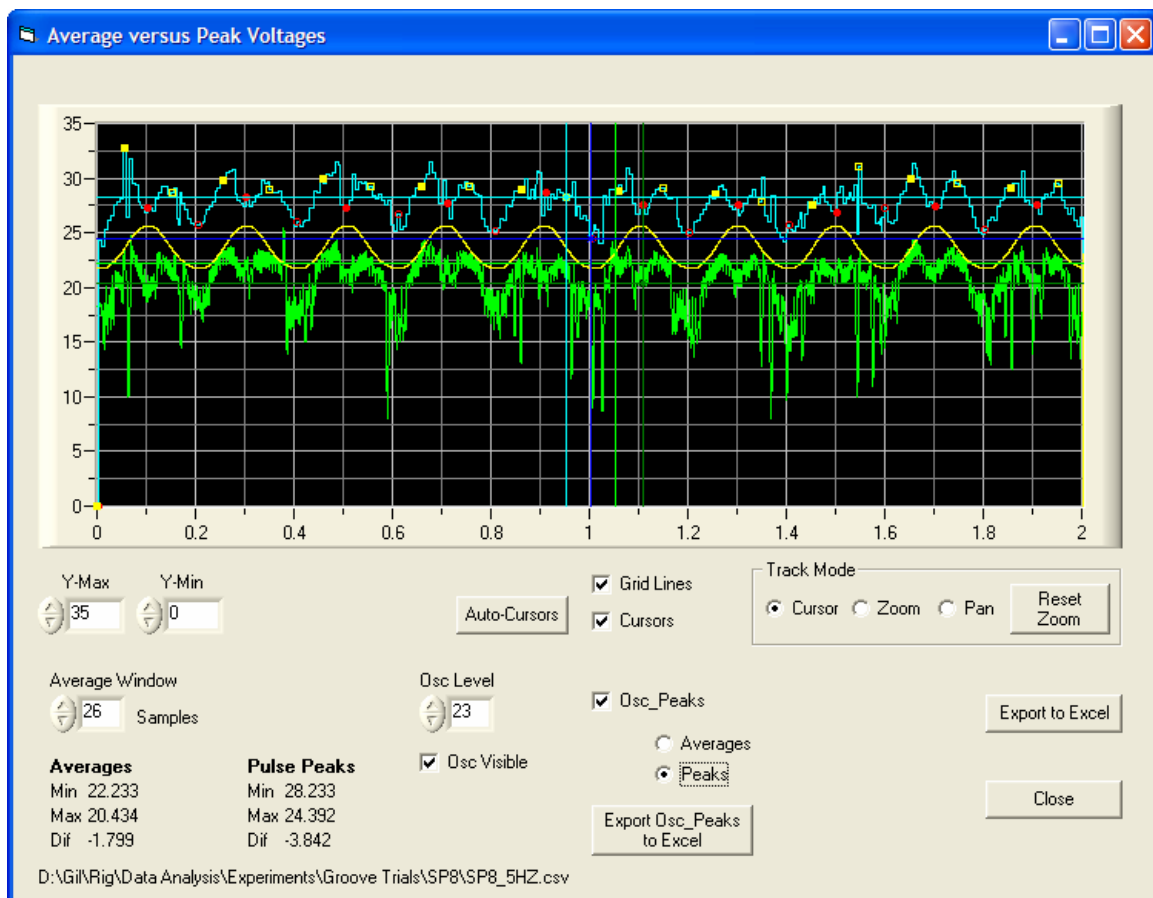 Average versus Peak Voltages
35
30
25
20
15
10
5
0
0 0.2 0.4 0.6 0.8 1 1.2 1.4 1.6 1.8 2
Y-Max Y-Min
35 0
Auto-Cursors
Grid Lines
Cursors
Track Mode
Cursor Zoom Pan
Reset
Zoom
Average Window
26 Samples
Osc Level
23
Osc Visible
Osc_Peaks
Averages
Peaks
Export Osc_Peaks
to Excel
Export to Excel
Close
Averages Pulse Peaks
Min 22.233 Min 28.233
Max 20.434 Max 24.392
Dif -1.799 Dif -3.842
D:\Gil\Rig\Data Analysis\Experiments\Groove Trials\SP8\SP8_5HZ.csv